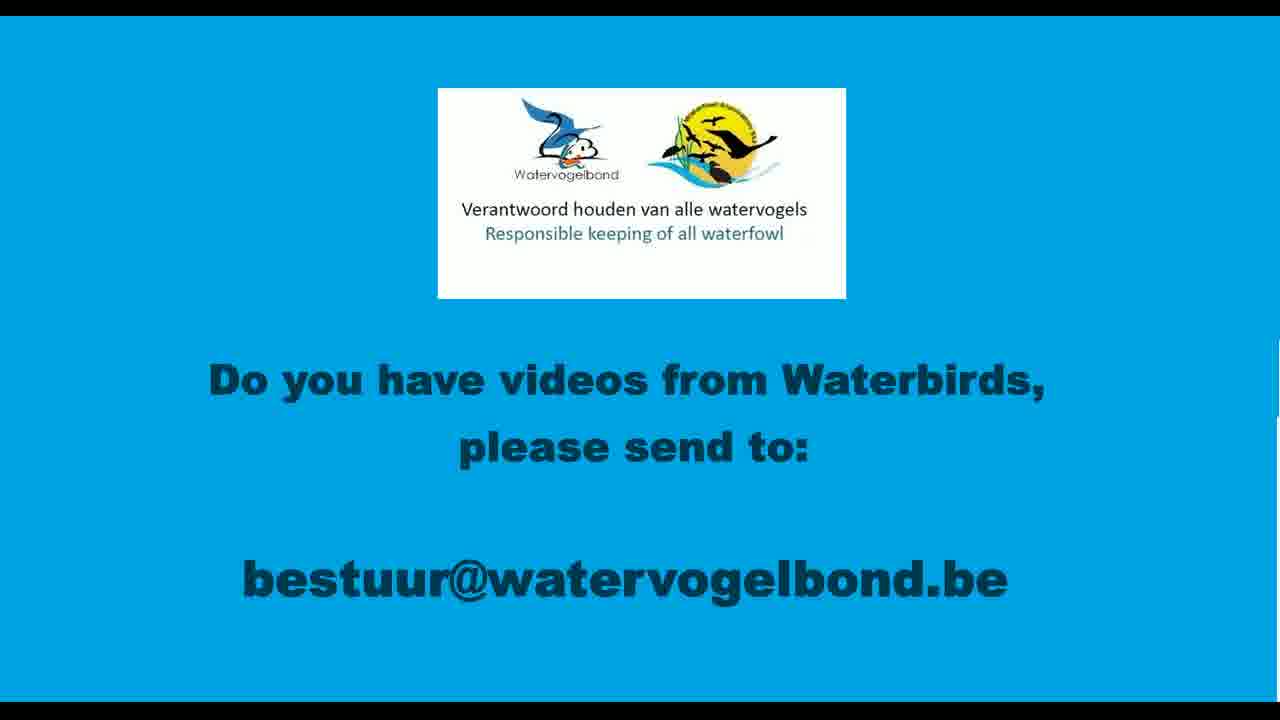 Watervogelbond
Verantwoord houden van alle watervogels
Responsible keeping of all waterfowl
Do you have videos from Waterbirds,
please send to:
bestuur@watervogelbond.be